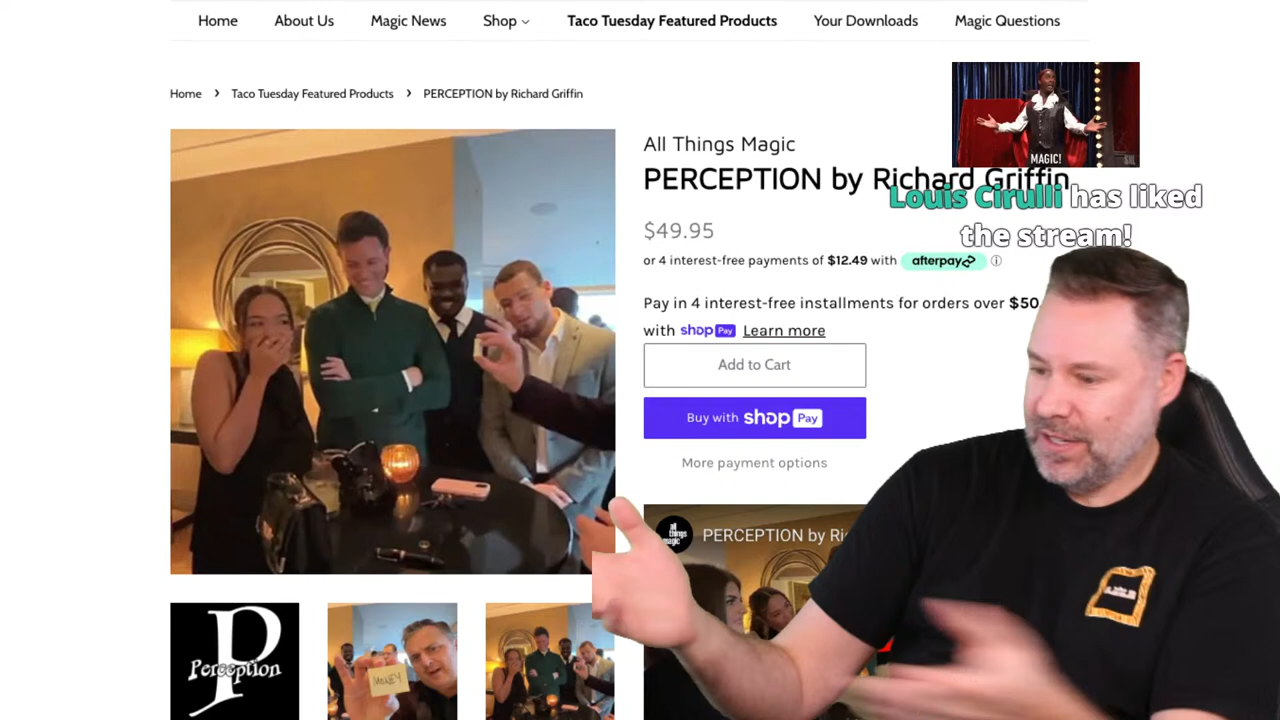 Home About Us Magic News Shop Taco Tuesday Featured Products Your Downloads Magic Questions
Home › Taco Tuesday Featured Products › PERCEPTION by Richard Griffin
MAGIC!
All Things Magic
PERCEPTION by Richard Griffin
Louis Cirulli has liked
the stream!
$49.95
or 4 interest-free payments of $12.49 with afterpay
Pay in 4 interest-free installments for orders over $50
with shop Pay Learn more
Add to Cart
Buy with shop Pay
More payment options
all things magic
PERCEPTION by Ri
P
Perception
MONEY